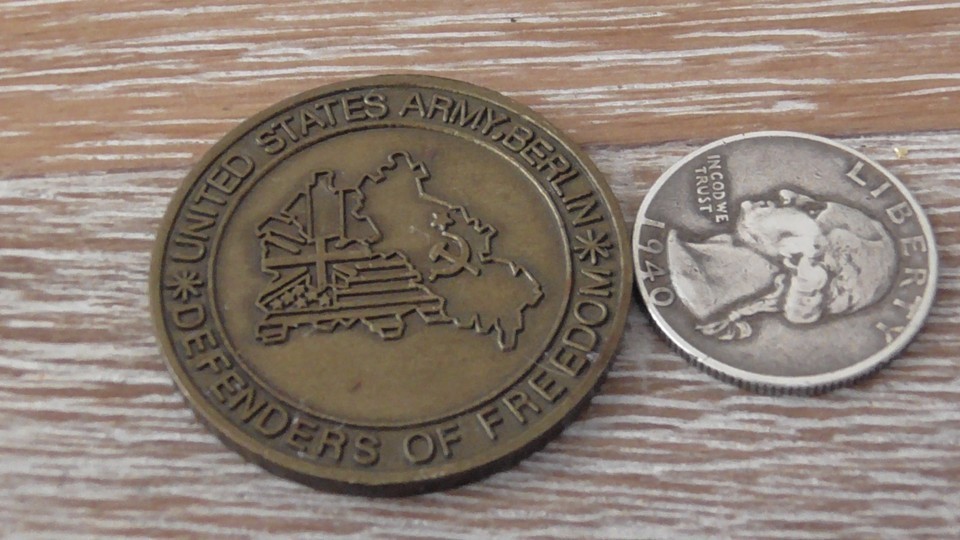 UNITED STATES ARMY, BERLIN
DEFENDERS OF FREEDOM
LIBERTY
IN GOD WE
TRUST
1940